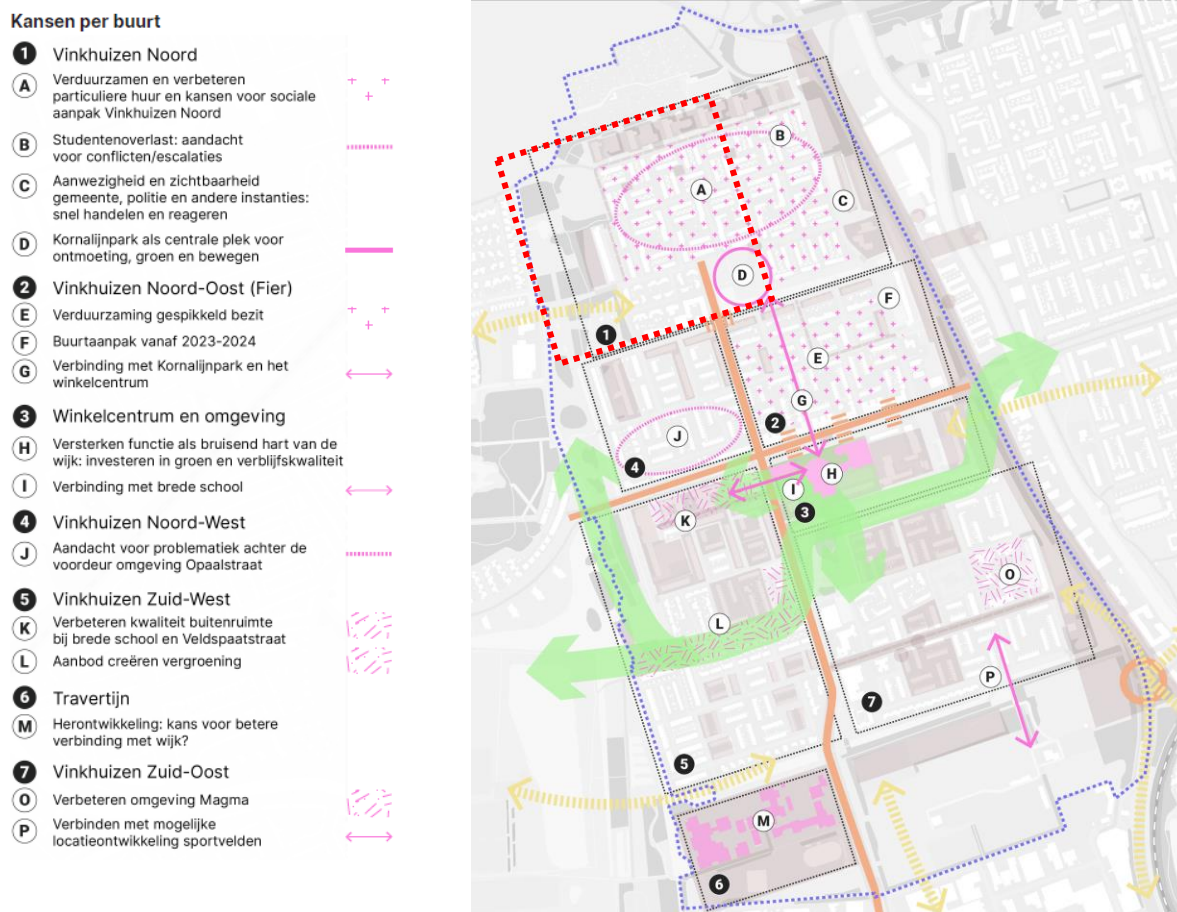 Kansen per buurt
1 Vinkhuizen Noord
A Verduurzamen en verbeteren
particuliere huur en kansen voor sociale
aanpak Vinkhuizen Noord
B Studentenoverlast: aandacht
voor conflicten/escalaties
C Aanwezigheid en zichtbaarheid
gemeente, politie en andere instanties:
snel handelen en reageren
D Kornalijnpark als centrale plek voor
ontmoeting, groen en bewegen
2 Vinkhuizen Noord-Oost (Fier)
E Verduurzaming gespikkeld bezit
F Buurtaanpak vanaf 2023-2024
G Verbinding met Kornalijnpark en het
winkelcentrum
3 Winkelcentrum en omgeving
H Versterken functie als bruisend hart van de
wijk: investeren in groen en verblijfskwaliteit
I Verbinding met brede school
4 Vinkhuizen Noord-West
J Aandacht voor problematiek achter de
voordeur omgeving Opaalstraat
5 Vinkhuizen Zuid-West
K Verbeteren kwaliteit buitenruimte
bij brede school en Veldspaatstraat
L Aanbod creëren vergroening
6 Travertijn
M Herontwikkeling: kans voor betere
verbinding met wijk?
7 Vinkhuizen Zuid-Oost
O Verbeteren omgeving Magma
P Verbinden met mogelijke
locatieontwikkeling sportvelden
B
A
C
D
F
1
E
G
2
J
4
H
I
3
K
O
L
P
7
5
M
6